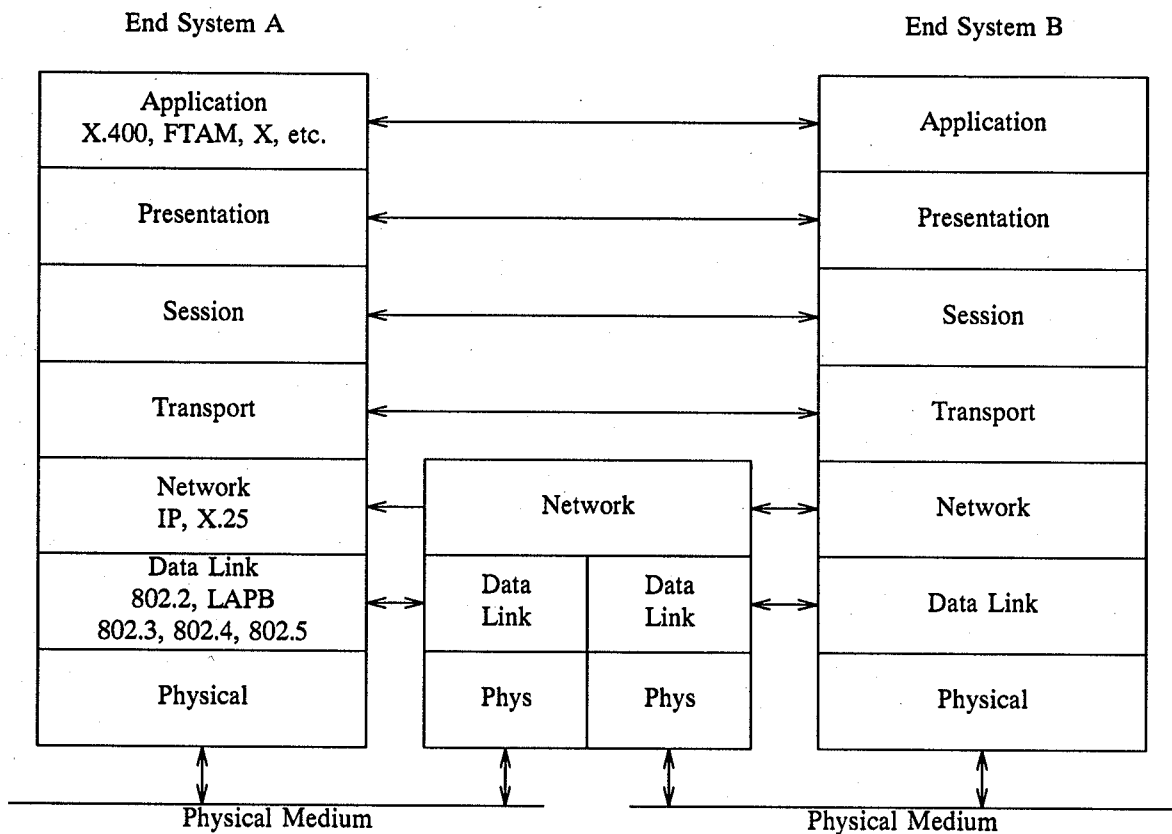 End System A
End System B
Application
X.400, FTAM, X, etc.
Application
Presentation
Presentation
Session
Session
Transport
Transport
Network
IP, X.25
Network
Network
Data Link
802.2, LAPB
802.3, 802.4, 802.5
Data
Link
Data
Link
Data Link
Physical
Phys
Phys
Physical
Physical Medium
Physical Medium